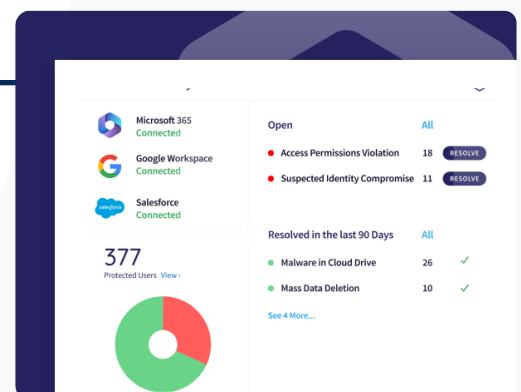 Microsoft 365
Connected
Google Workspace
Connected
salesforce
Salesforce
Connected
377
Protected Users View ›
Open All
Access Permissions Violation 18 RESOLVE
Suspected Identity Compromise 11 RESOLVE
Resolved in the last 90 Days All
Malware in Cloud Drive 26
Mass Data Deletion 10
See 4 More...